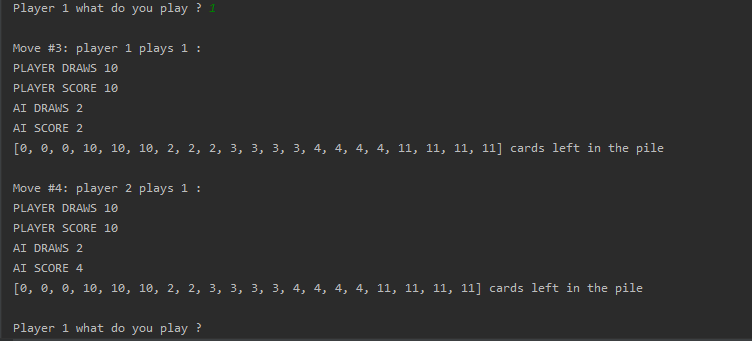 Player 1 what do you play ? 1
Move #3: player 1 plays 1 :
PLAYER DRAWS 10
PLAYER SCORE 10
AI DRAWS 2
AI SCORE 2
[0, 0, 0, 10, 10, 10, 2, 2, 2, 3, 3, 3, 3, 4, 4, 4, 4, 11, 11, 11, 11] cards left in the pile
Move #4: player 2 plays 1 :
PLAYER DRAWS 10
PLAYER SCORE 10
AI DRAWS 2
AI SCORE 4
[0, 0, 0, 10, 10, 10, 2, 2, 3, 3, 3, 3, 4, 4, 4, 4, 11, 11, 11, 11] cards left in the pile
Player 1 what do you play ?